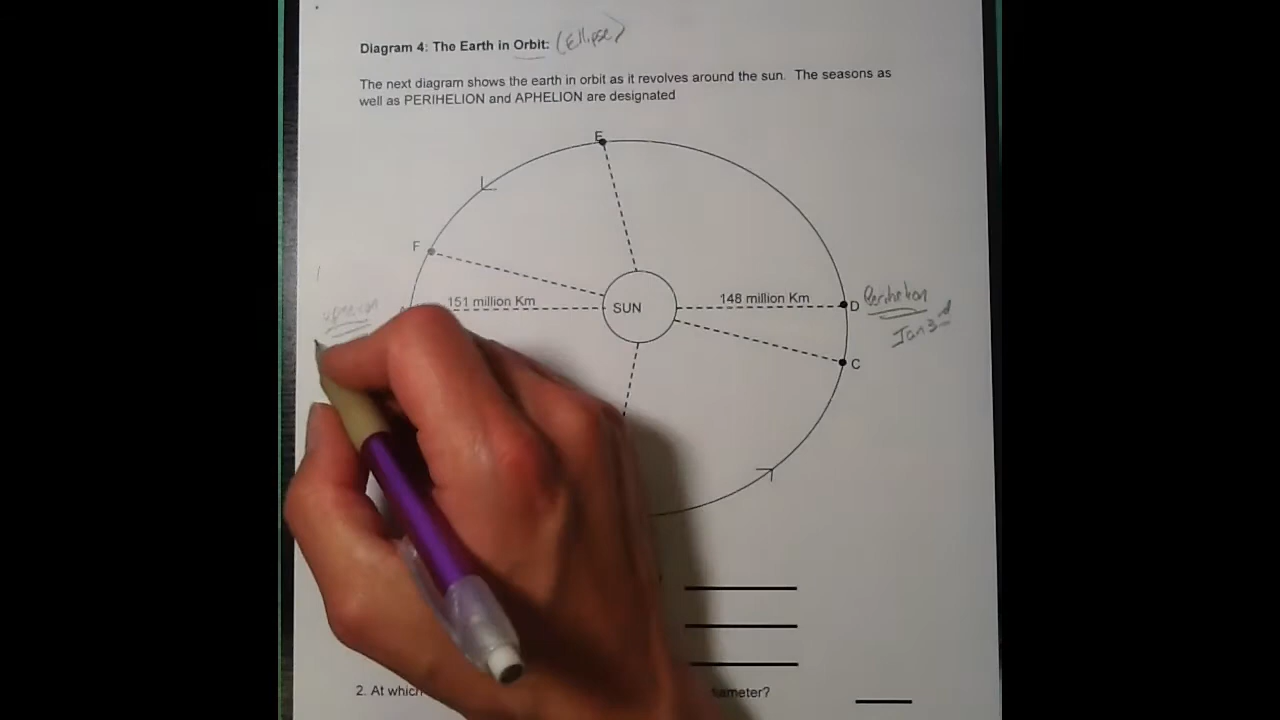 Diagram 4: The Earth in Orbit: (Ellipse)
The next diagram shows the earth in orbit as it revolves around the sun. The seasons as
well as PERIHELION and APHELION are designated
E
F
151 million Km
SUN
148 million Km
D
Perihelion
Jan 3rd
C
2. At which
ameter?